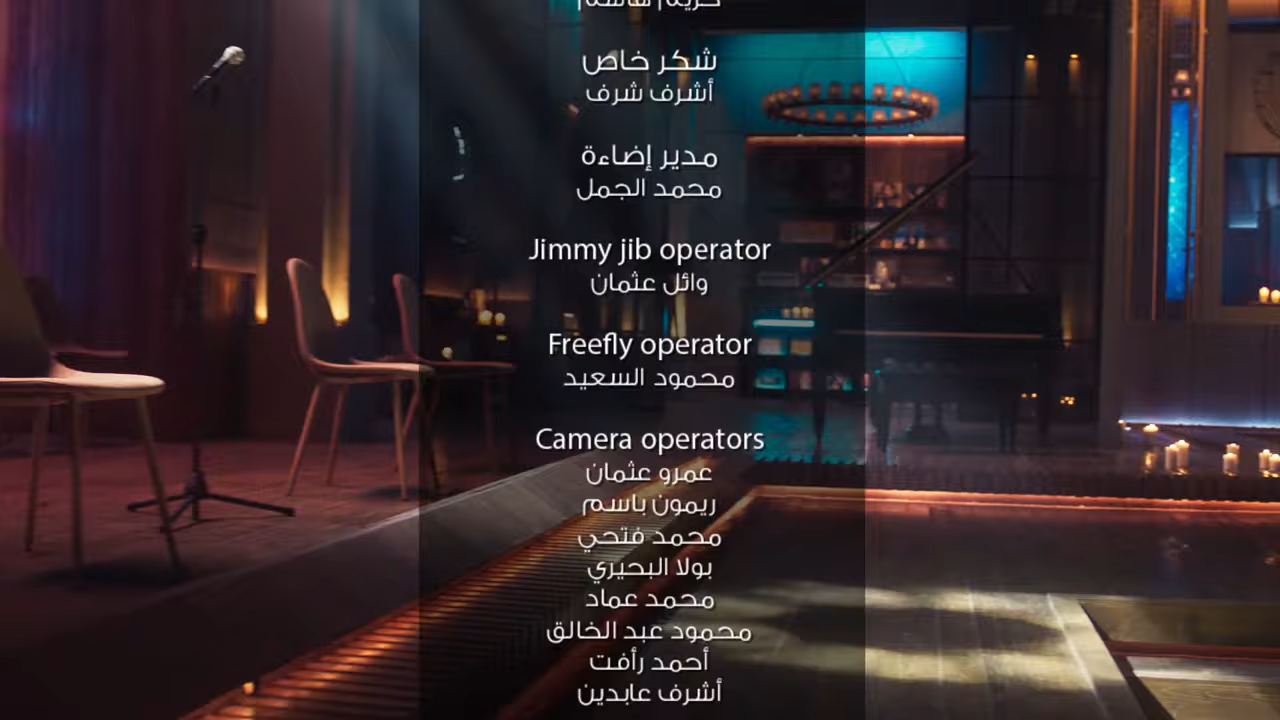 شكر خاص
أشرف شرف
مدير إضاءة
محمد الجمل
Jimmy jib operator
وائل عثمان
Freefly operator
محمود السعيد
Camera operators
عمرو عثمان
ريمون باسم
محمد فتحي
بولا البحيري
محمد عماد
محمود عبد الخالق
أحمد رأفت
أشرف عابدين